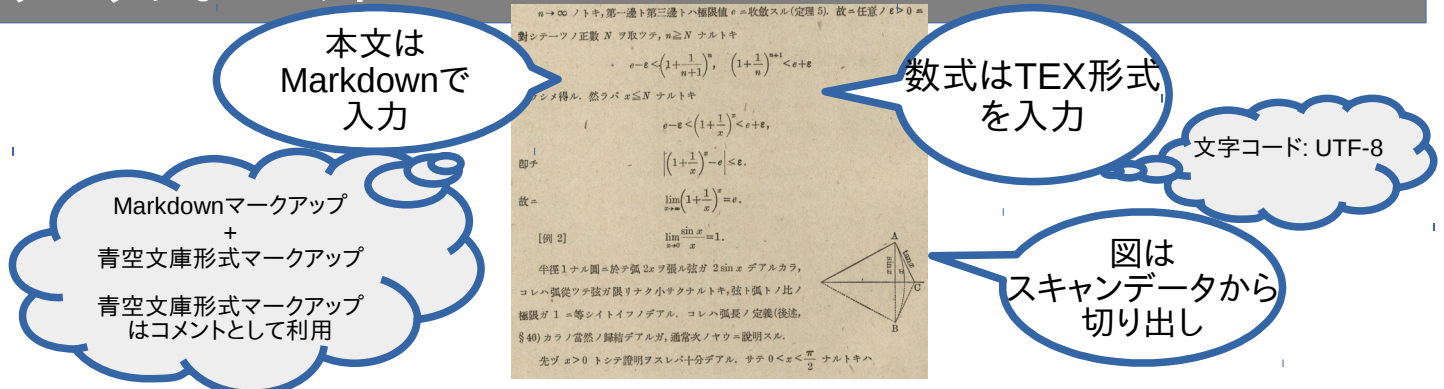 本文は
Markdownで
入力
Markdownマークアップ
+
青空文庫形式マークアップ
青空文庫形式マークアップ
はコメントとして利用
n→∞ ノトキ,第一邊ト第三邊トハ極限値 e ニ收斂スル(定理 5). 故ニ任意ノ ε>0 ニ
對シテ一ツノ正數 N ヲ取ツテ, n≧N ナルトキ
e−ε<(1+1/(n+1))^n, (1+1/n)^(n+1)<e+ε
シメ得ル. 然ラバ x≧N ナルトキ
e−ε<(1+1/x)^x<e+ε,
卽チ |(1+1/x)^x−e|<ε.
故ニ lim x→∞ (1+1/x)^x=e.
[例 2] lim x→0 sin x/x=1.
半徑 1 ナル圓ニ於テ弧 2x ヲ張ル弦ガ 2 sin x デアルカラ,
コレハ弧從ツテ弦ガ限リナク小サクナルトキ,弦ト弧トノ比ノ
極限ガ 1 ニ等シイトイフノデアル. コレハ弧長ノ定義(後述,
§40)カラノ當然ノ歸結デアルガ,通常次ノヤウニ說明スル.
先ヅ x>0 トシテ證明ヲスレバ十分デアル. サテ 0<x<π/2 ナルトキハ
A
sin x
x
tan x
C
B
数式はTEX形式
を入力
文字コード: UTF-8
図は
スキャンデータから
切り出し